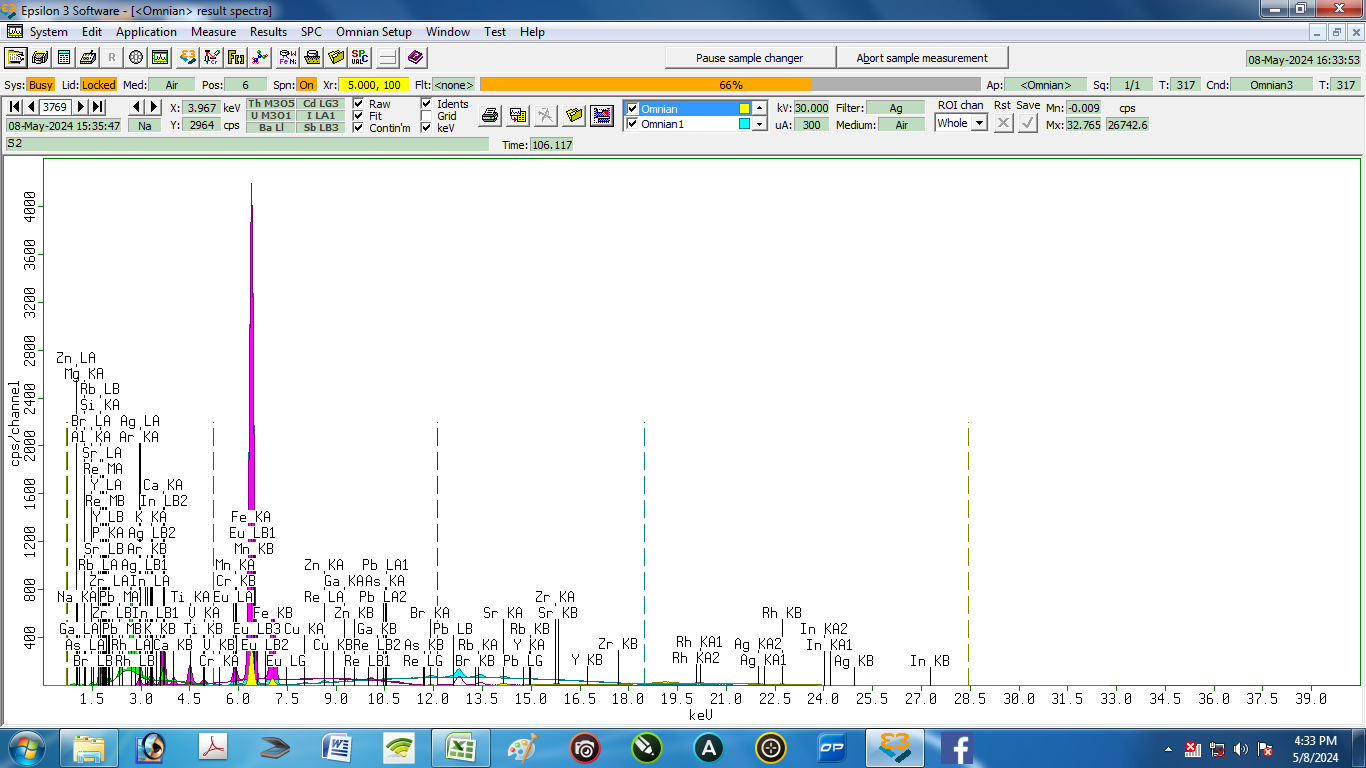 Epsilon 3 Software - [<Omnian> result spectra]
System Edit Application Measure Results SPC Omnian Setup Window Test Help
Pause sample changer Abort sample measurement 08-May-2024 16:33:53
Sys: Busy Lid: Locked Med: Air Pos: 6 Spn: On Xr: 5.000, 100 Flt: <none> 66% Ap: <Omnian> Sq: 1/1 T: 317 Cnd: Omnian3 T: 317
3769 X: 3.967 keV Th M3O5 Cd LG3 Raw Idents Omnian kV: 30.000 Filter: Ag ROI chan Rst Save Mn: -0.009 cps
08-May-2024 15:35:47 Na Y: 2964 cps U M3O1 I LA1 Fit Grid Omnian1 uA: 300 Medium: Air Whole Mx: 32.765 26742.6
Ba Ll Sb LB3 Contin'm keV
S2 Time: 106.117
4000
3600
3200
2800
2400
2000
1600
1200
800
400
cps/channel
Zn LA
Mg KA
Rb LB
Si KA
Br LA Ag LA
Al KA Ar KA
Sr LA
Re MA
Y LA Ca KA
Re MB In LB2
Y LB K KA Fe KA
P KA Ag LB2 Eu LB1
Sr LB Ar KB Mn KB
Rb LA Ag LB1 Mn KA Zn KA Pb LA1
Zr LA In LA Cr KB Ga KA As KA
Na KA Pb MA Ti KA Eu LA Re LA Pb LA2 Zr KA
Zr LB In LB1 V KA Fe KB Zn KB Br KA Sr KA Sr KB Rh KB
Ga LA Pb MB K KB Ti KB Eu LB3 Cu KA Ga KB Pb LB Rb KB In KA2
As LA Rh LA Si KA V KB Eu LB2 Cu KB Re LB2 As KB Rb KA Y KA Zr KB Rh KA1 Ag KA2 In KA1
Br LB Rh LB Cr KA Eu LG Re LB1 Re LG Br KB Pb LG Y KB Rh KA2 Ag KA1 Ag KB In KB
1.5 3.0 4.5 6.0 7.5 9.0 10.5 12.0 13.5 15.0 16.5 18.0 19.5 21.0 22.5 24.0 25.5 27.0 28.5 30.0 31.5 33.0 34.5 36.0 37.5 39.0
keV
4:33 PM
5/8/2024